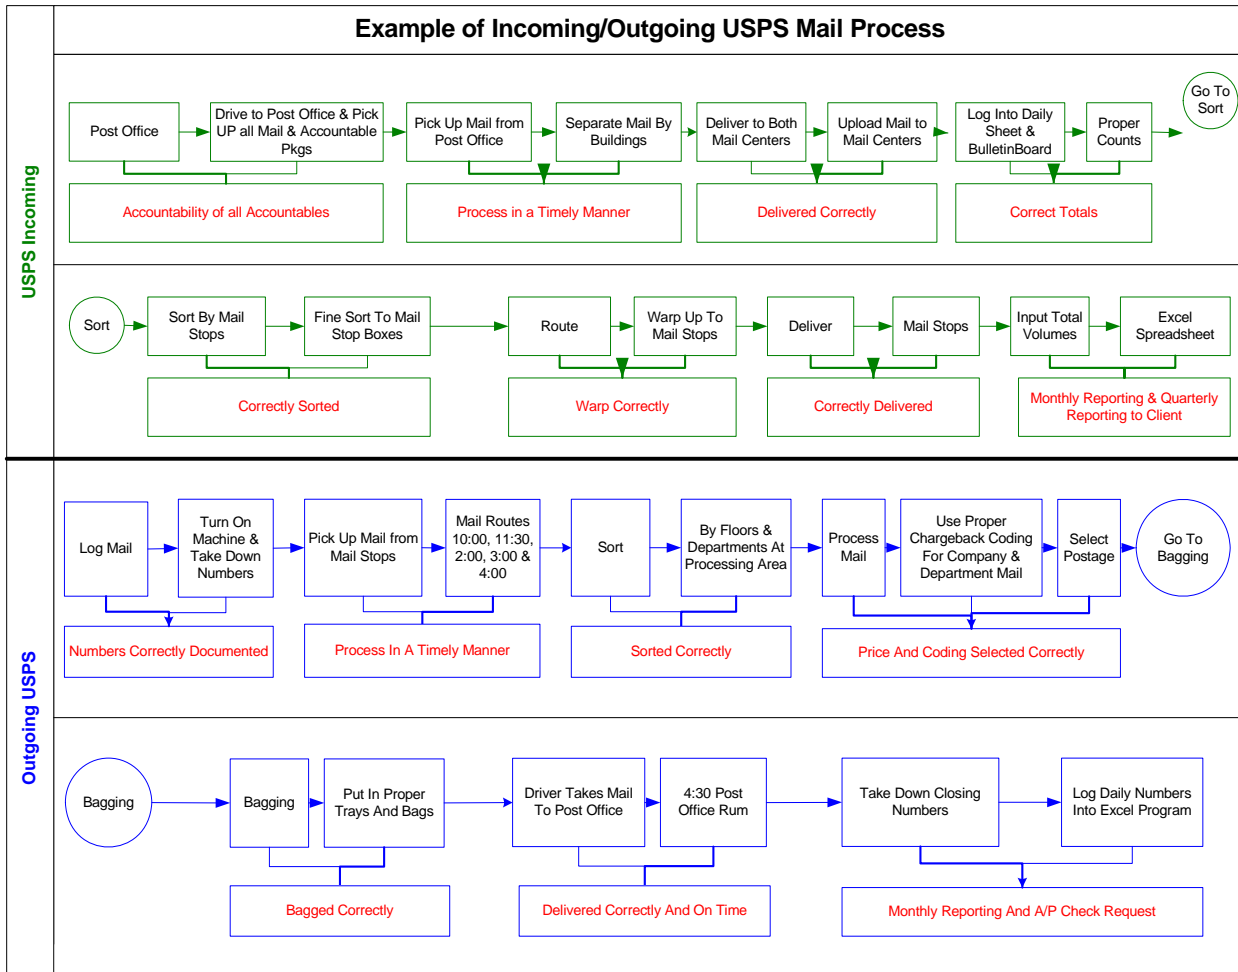 Example of Incoming/Outgoing USPS Mail Process
USPS Incoming
Post Office
Drive to Post Office & Pick
UP all Mail & Accountable
Pkgs
Pick Up Mail from
Post Office
Separate Mail By
Buildings
Deliver to Both
Mail Centers
Upload Mail to
Mail Centers
Log Into Daily
Sheet &
BulletinBoard
Proper
Counts
Go To
Sort
Accountability of all Accountables
Process in a Timely Manner
Delivered Correctly
Correct Totals
Sort
Sort By Mail
Stops
Fine Sort To Mail
Stop Boxes
Route
Warp Up To
Mail Stops
Deliver
Mail Stops
Input Total
Volumes
Excel
Spreadsheet
Correctly Sorted
Warp Correctly
Correctly Delivered
Monthly Reporting & Quarterly
Reporting to Client
Outgoing USPS
Log Mail
Turn On
Machine &
Take Down
Numbers
Pick Up Mail from
Mail Stops
Mail Routes
10:00, 11:30,
2:00, 3:00 &
4:00
Sort
By Floors &
Departments At
Processing Area
Process
Mail
Use Proper
Chargeback Coding
For Company &
Department Mail
Select
Postage
Go To
Bagging
Numbers Correctly Documented
Process In A Timely Manner
Sorted Correctly
Price And Coding Selected Correctly
Bagging
Bagging
Put In Proper
Trays And Bags
Driver Takes Mail
To Post Office
4:30 Post
Office Rum
Take Down Closing
Numbers
Log Daily Numbers
Into Excel Program
Bagged Correctly
Delivered Correctly And On Time
Monthly Reporting And A/P Check Request